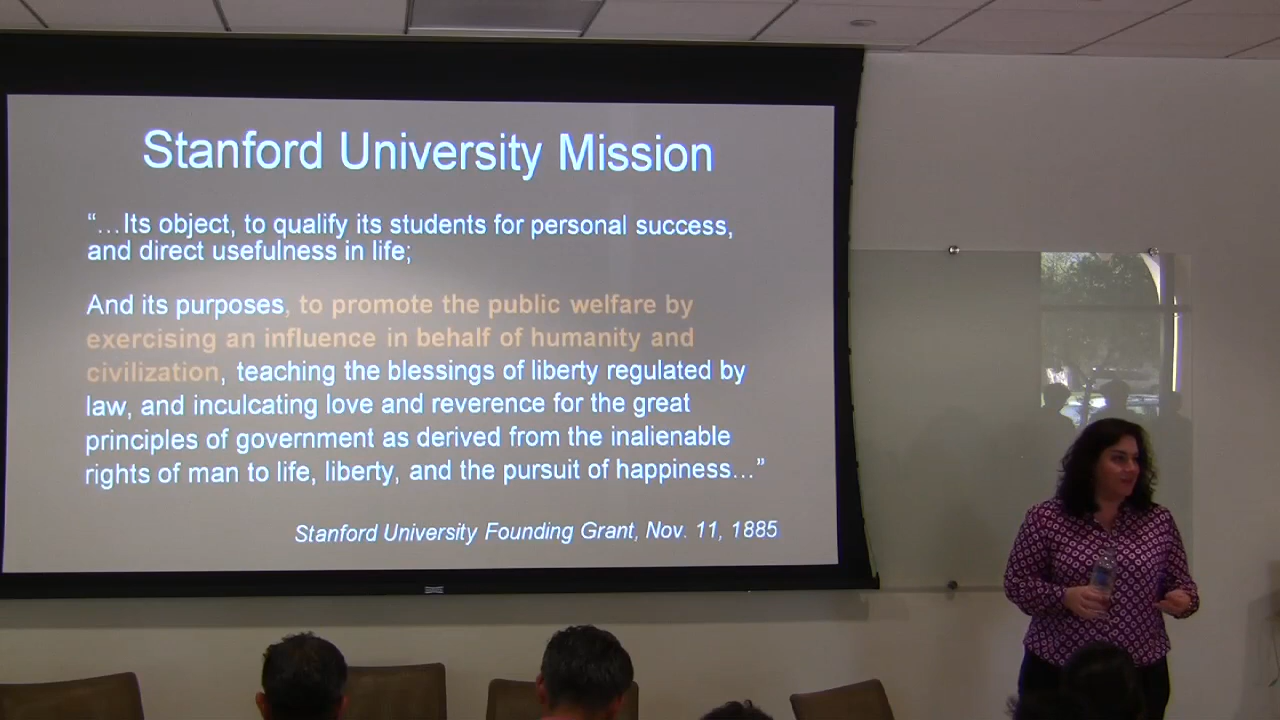 Stanford University Mission
“…Its object, to qualify its students for personal success,
and direct usefulness in life;
And its purposes, to promote the public welfare by
exercising an influence in behalf of humanity and
civilization, teaching the blessings of liberty regulated by
law, and inculcating love and reverence for the great
principles of government as derived from the inalienable
rights of man to life, liberty, and the pursuit of happiness…”
Stanford University Founding Grant, Nov. 11, 1885